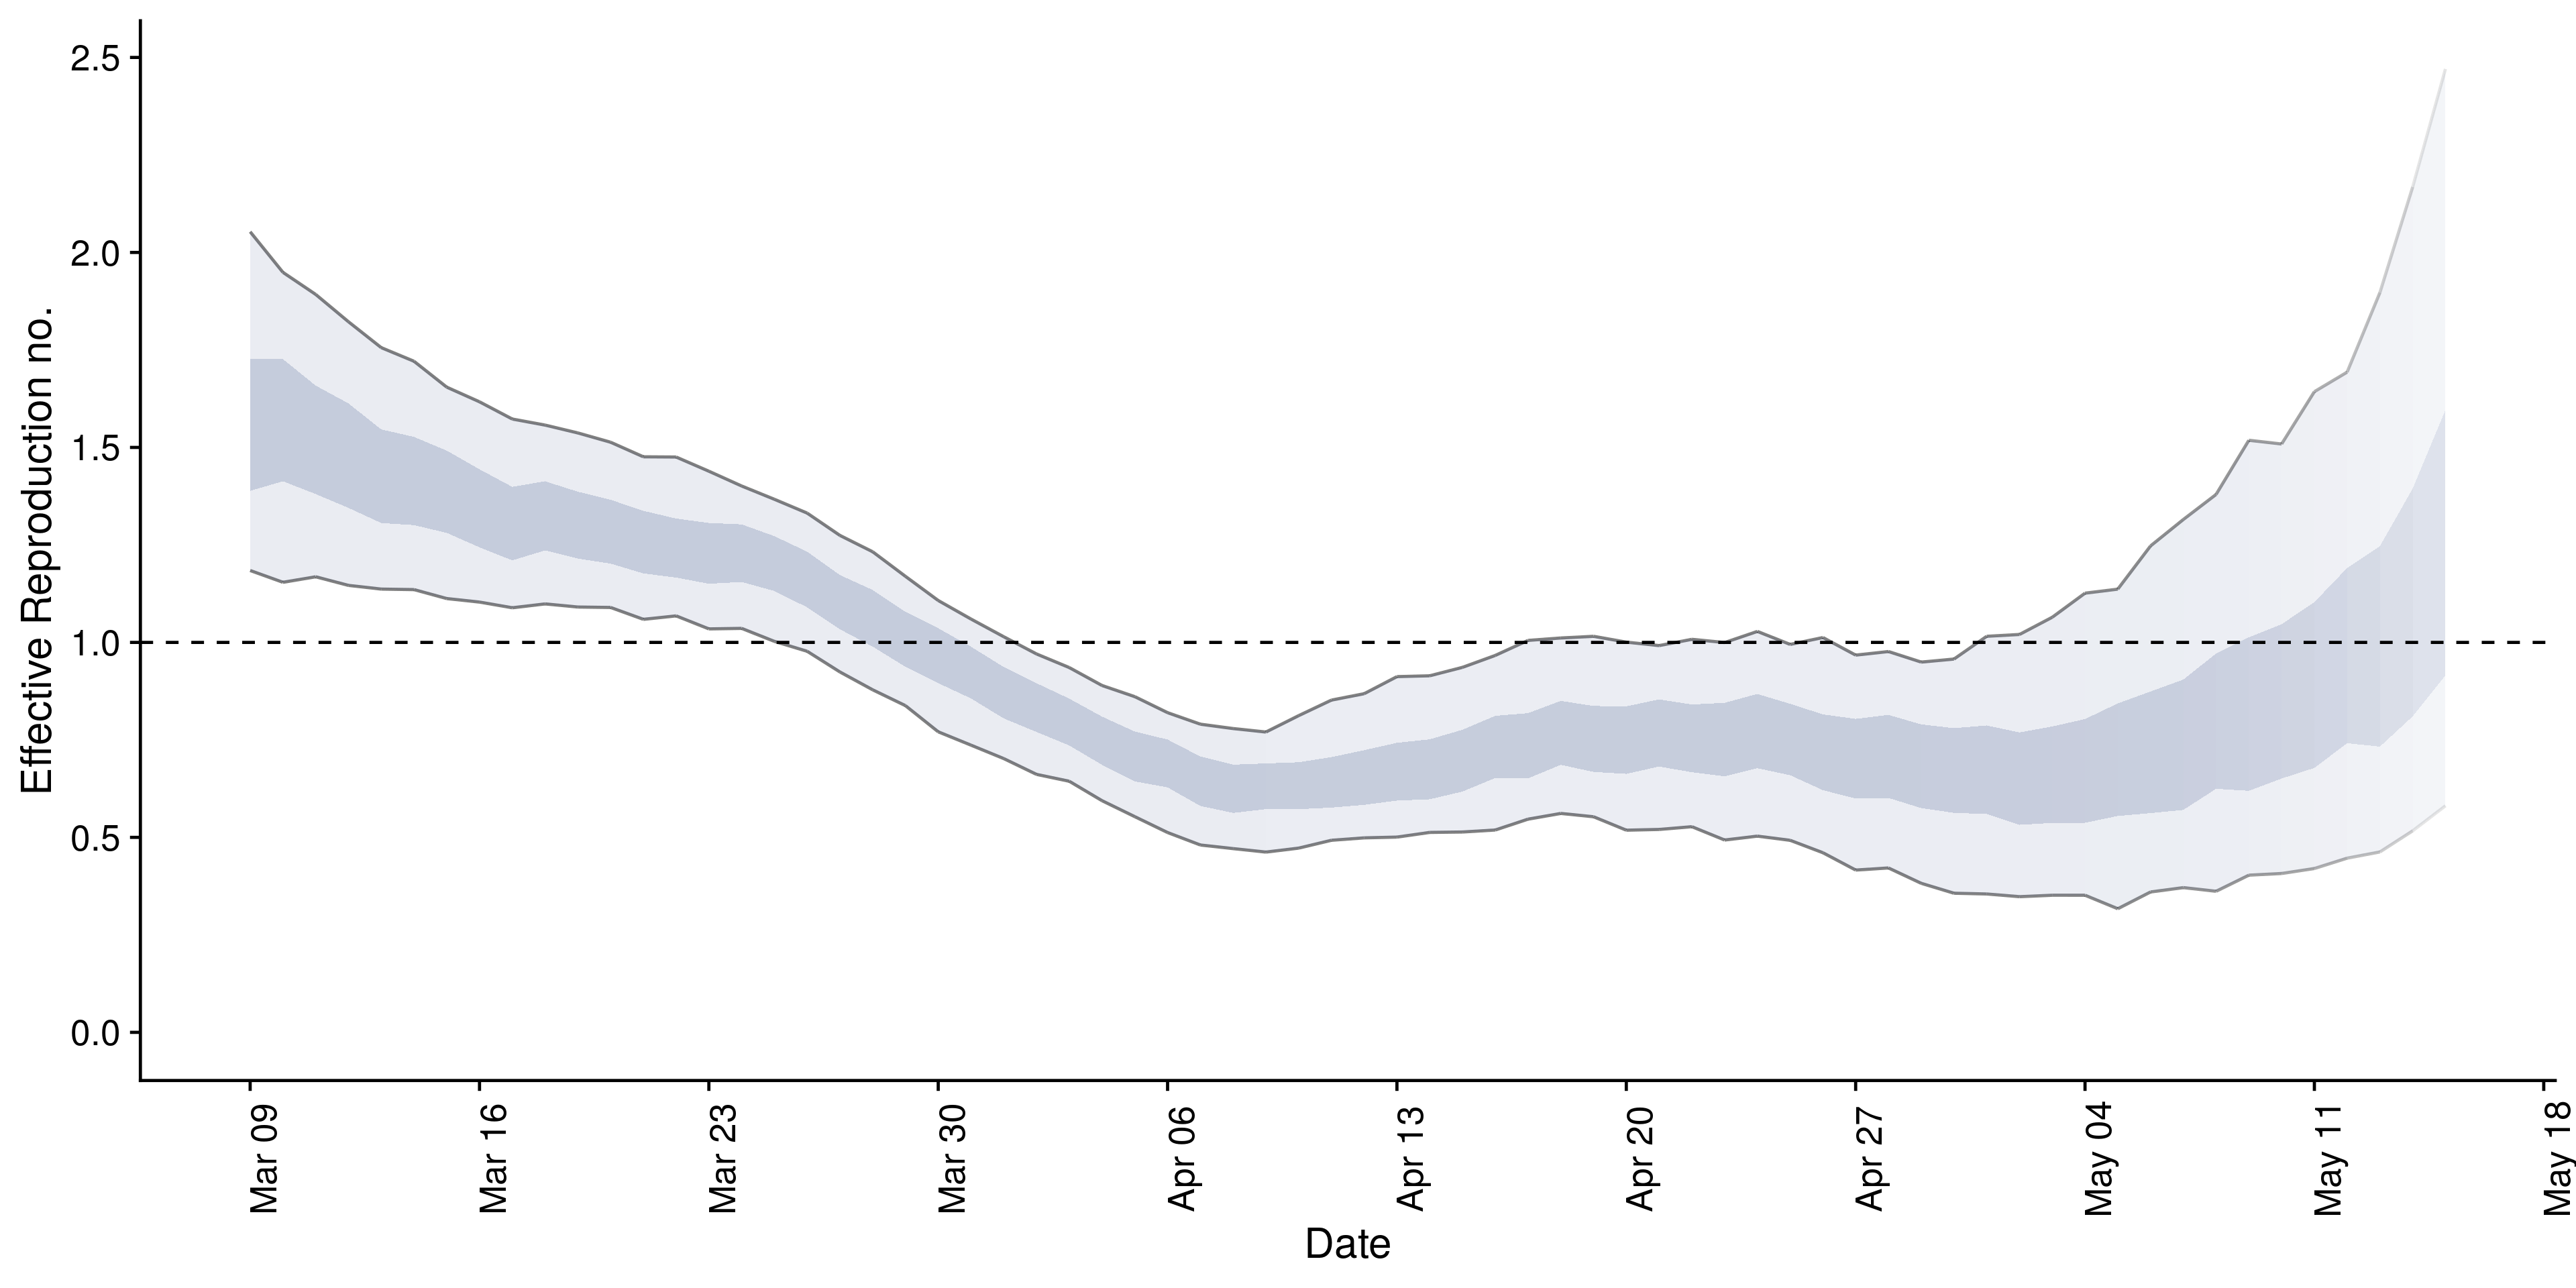 Effective Reproduction no.
2.5
2.0
1.5
1.0
0.5
0.0
Mar 09
Mar 16
Mar 23
Mar 30
Apr 06
Apr 13
Apr 20
Apr 27
May 04
May 11
May 18
Date